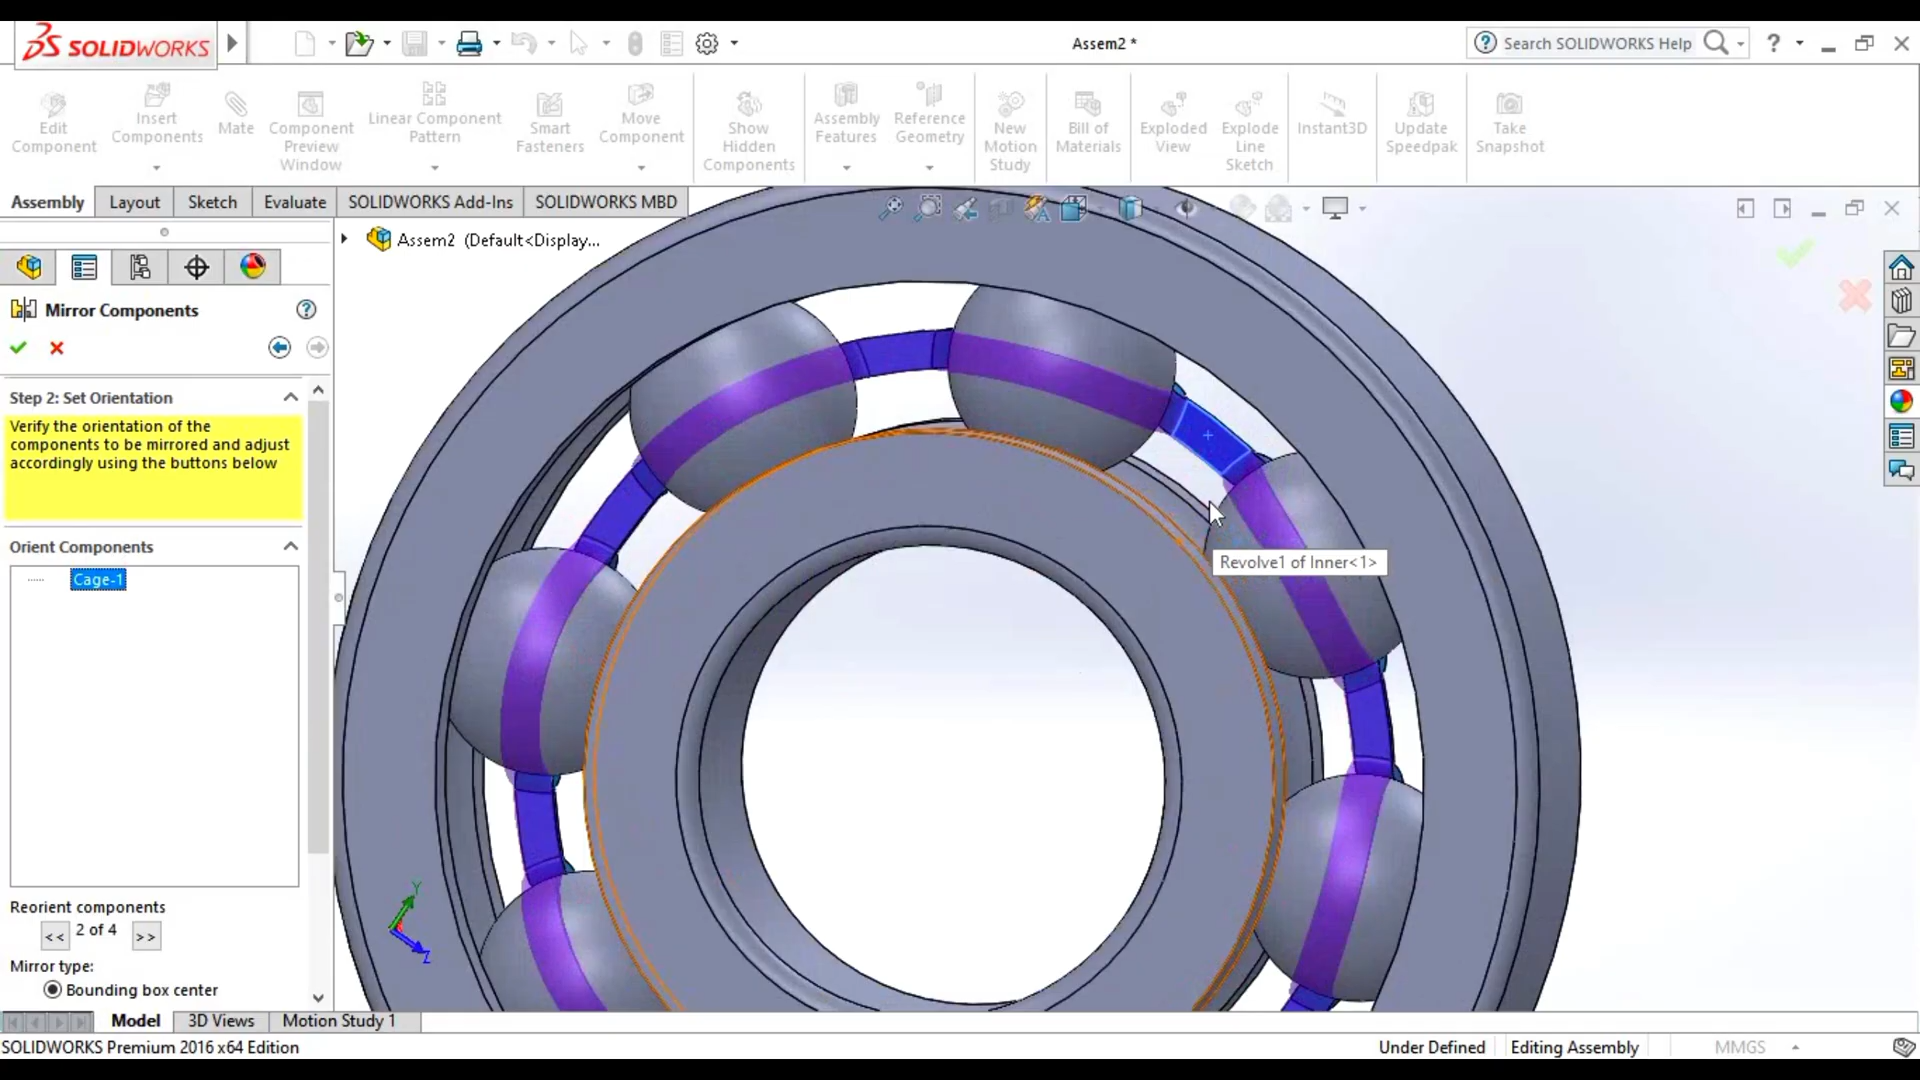 SOLIDWORKS
Assem2 *
Search SOLIDWORKS Help
Edit Component
Insert Components
Mate
Component Preview Window
Linear Component Pattern
Smart Fasteners
Move Component
Show Hidden Components
Assembly Features
Reference Geometry
New Motion Study
Bill of Materials
Exploded View
Explode Line Sketch
Instant3D
Update Speedpak
Take Snapshot
Assembly
Layout
Sketch
Evaluate
SOLIDWORKS Add-Ins
SOLIDWORKS MBD
Assem2 (Default<Display...
Mirror Components
Step 2: Set Orientation
Verify the orientation of the
components to be mirrored and adjust
accordingly using the buttons below
Orient Components
Cage-1
Revolve1 of Inner<1>
Reorient components
<< 2 of 4 >>
Mirror type:
Bounding box center
Y
Z
Model
3D Views
Motion Study 1
SOLIDWORKS Premium 2016 x64 Edition
Under Defined
Editing Assembly
MMGS